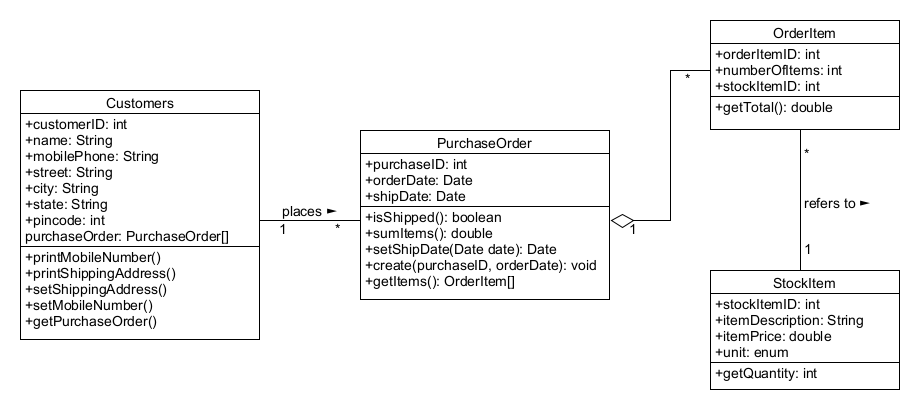 Customers
+customerID: int
+name: String
+mobilePhone: String
+street: String
+city: String
+state: String
+pincode: int
purchaseOrder: PurchaseOrder[]
+printMobileNumber()
+printShippingAddress()
+setShippingAddress()
+setMobileNumber()
+getPurchaseOrder()
places ►
1
*
PurchaseOrder
+purchaseID: int
+orderDate: Date
+shipDate: Date
+isShipped(): boolean
+sumItems(): double
+setShipDate(Date date): Date
+create(purchaseID, orderDate): void
+getItems(): OrderItem[]
1
*
OrderItem
+orderItemID: int
+numberOfItems: int
+stockItemID: int
+getTotal(): double
*
refers to ►
1
StockItem
+stockItemID: int
+itemDescription: String
+itemPrice: double
+unit: enum
+getQuantity: int